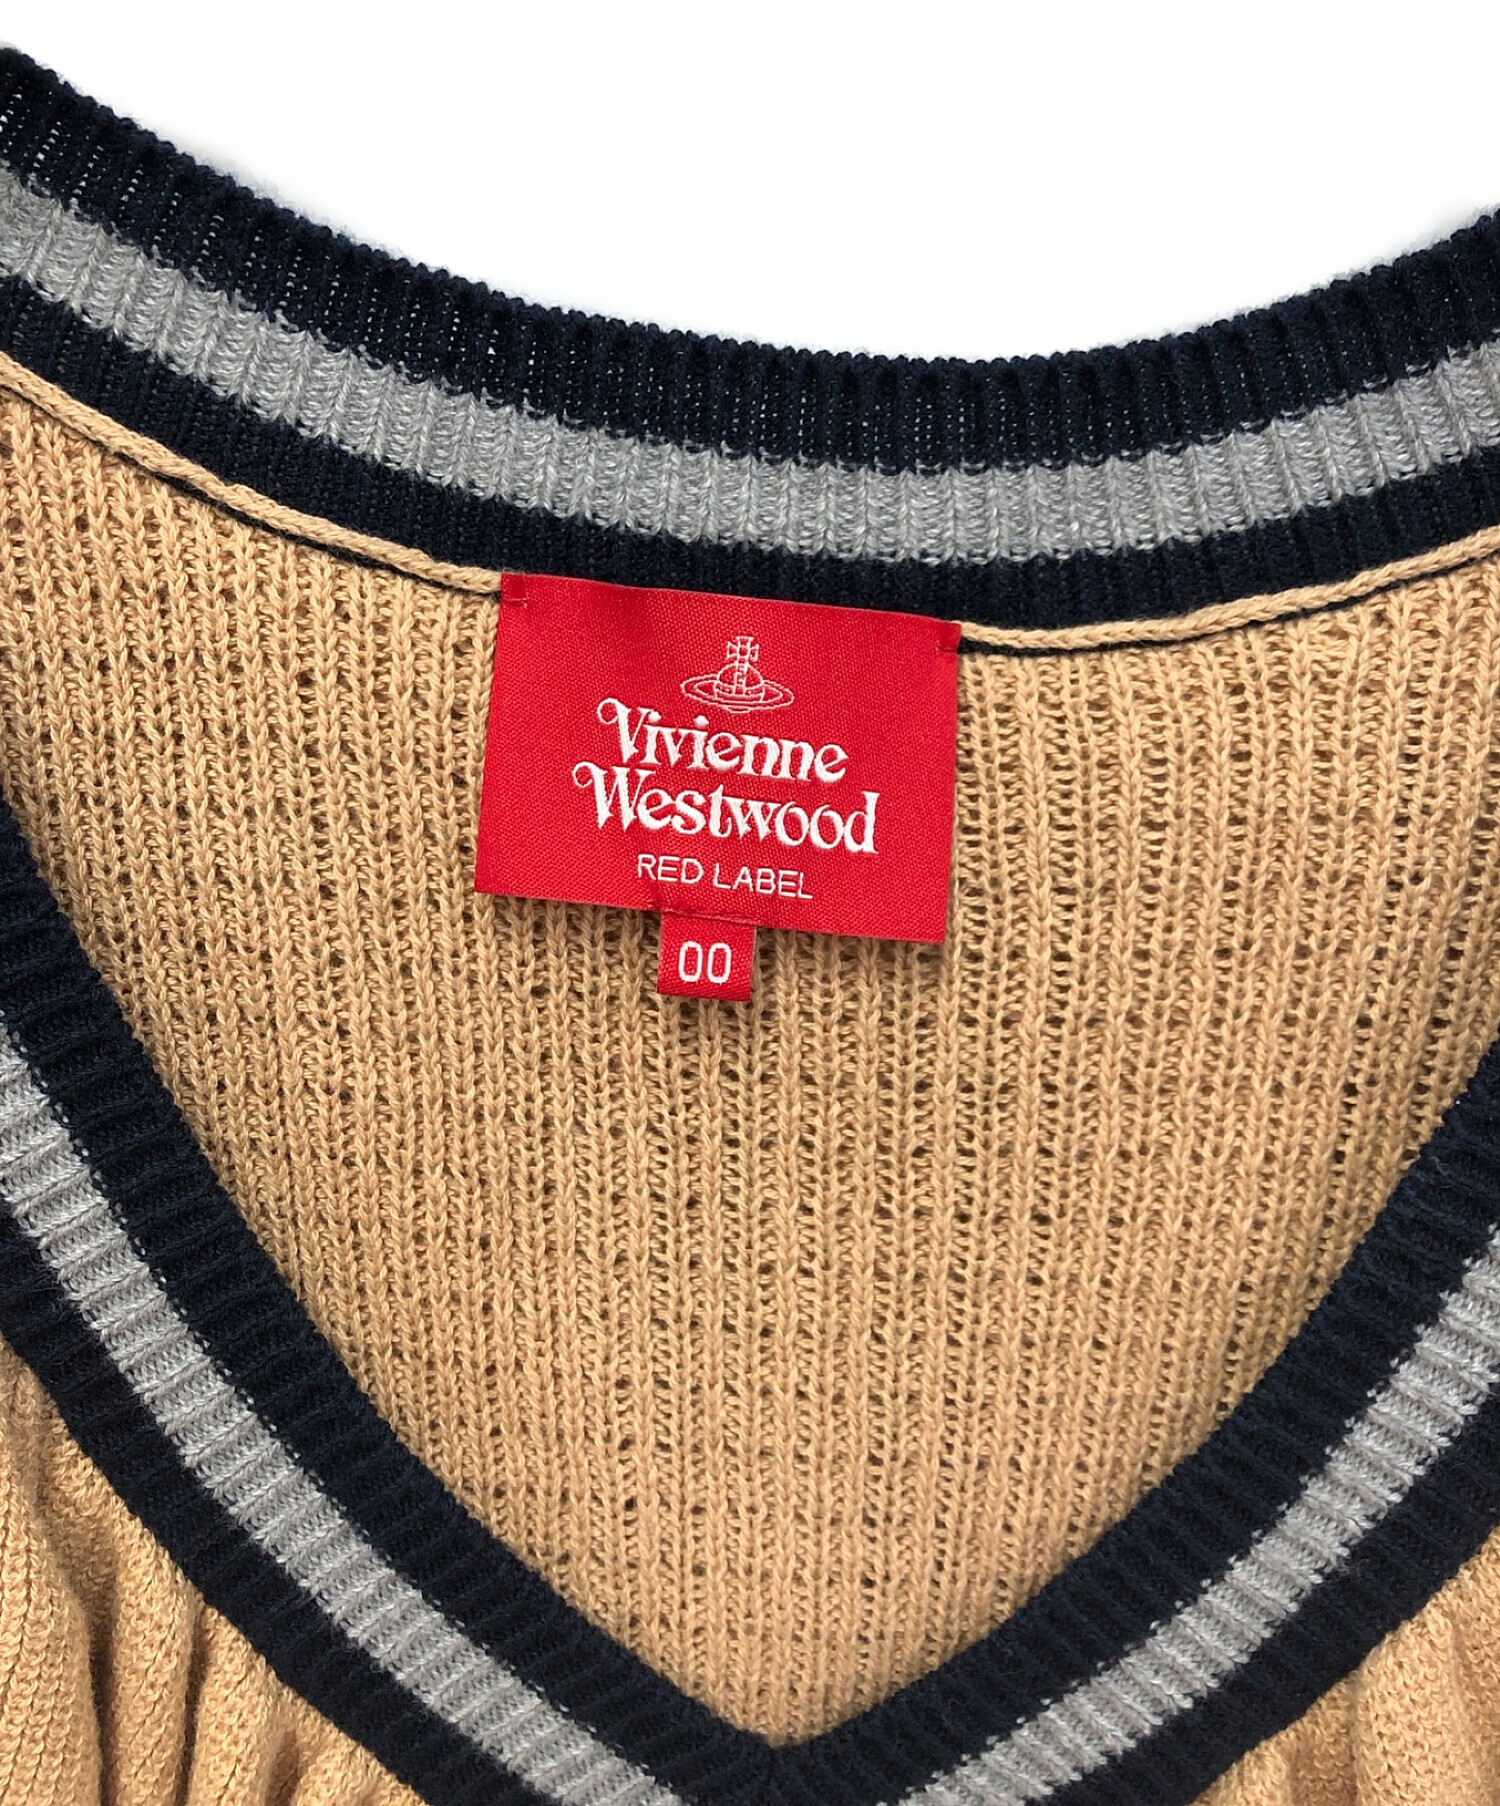 Vivienne
Westwood
RED LABEL
00